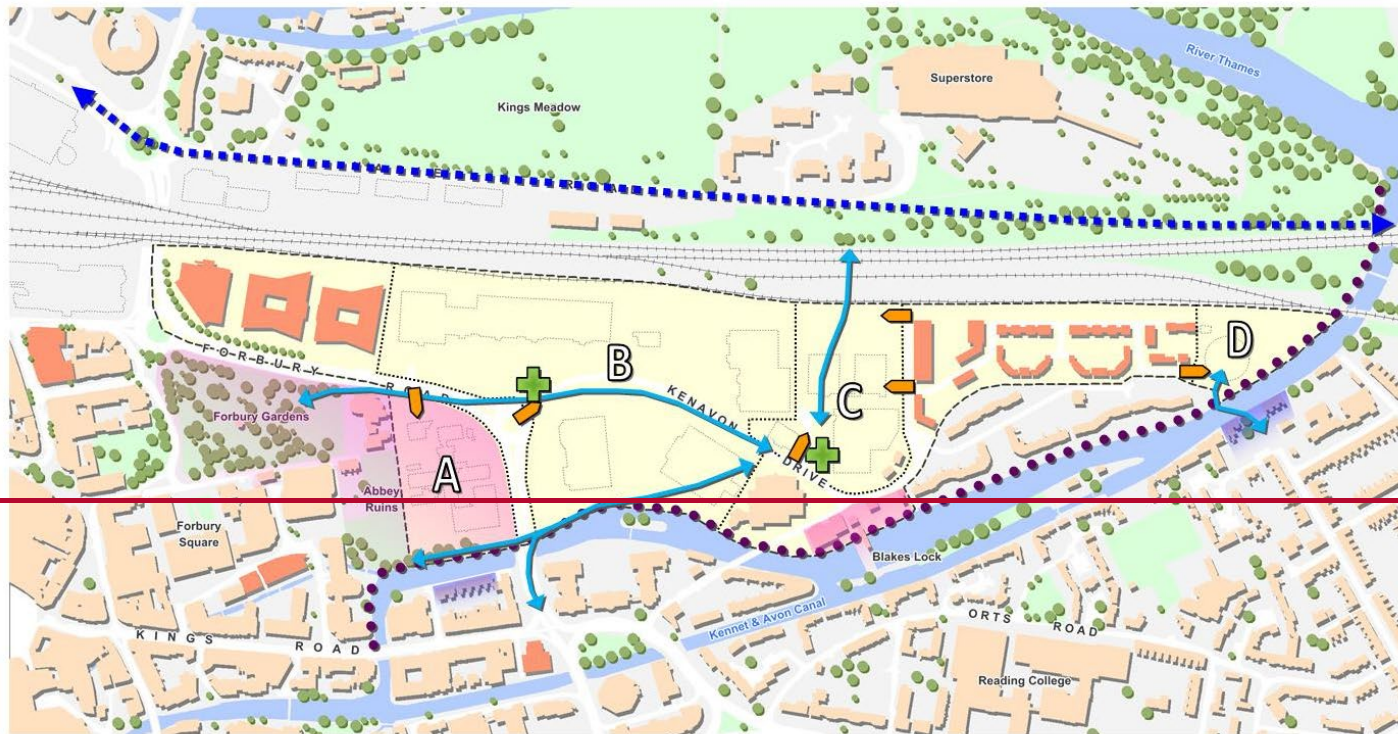 River Thames
Superstore
Kings Meadow
FORBURY
ROAD
B
D
KENAVON
C
Forbury Gardens
DRIVE
A
Abbey
Ruins
Forbury
Square
Blakes Lock
Kennet & Avon Canal
ORTS ROAD
KINGS
ROAD
Reading College